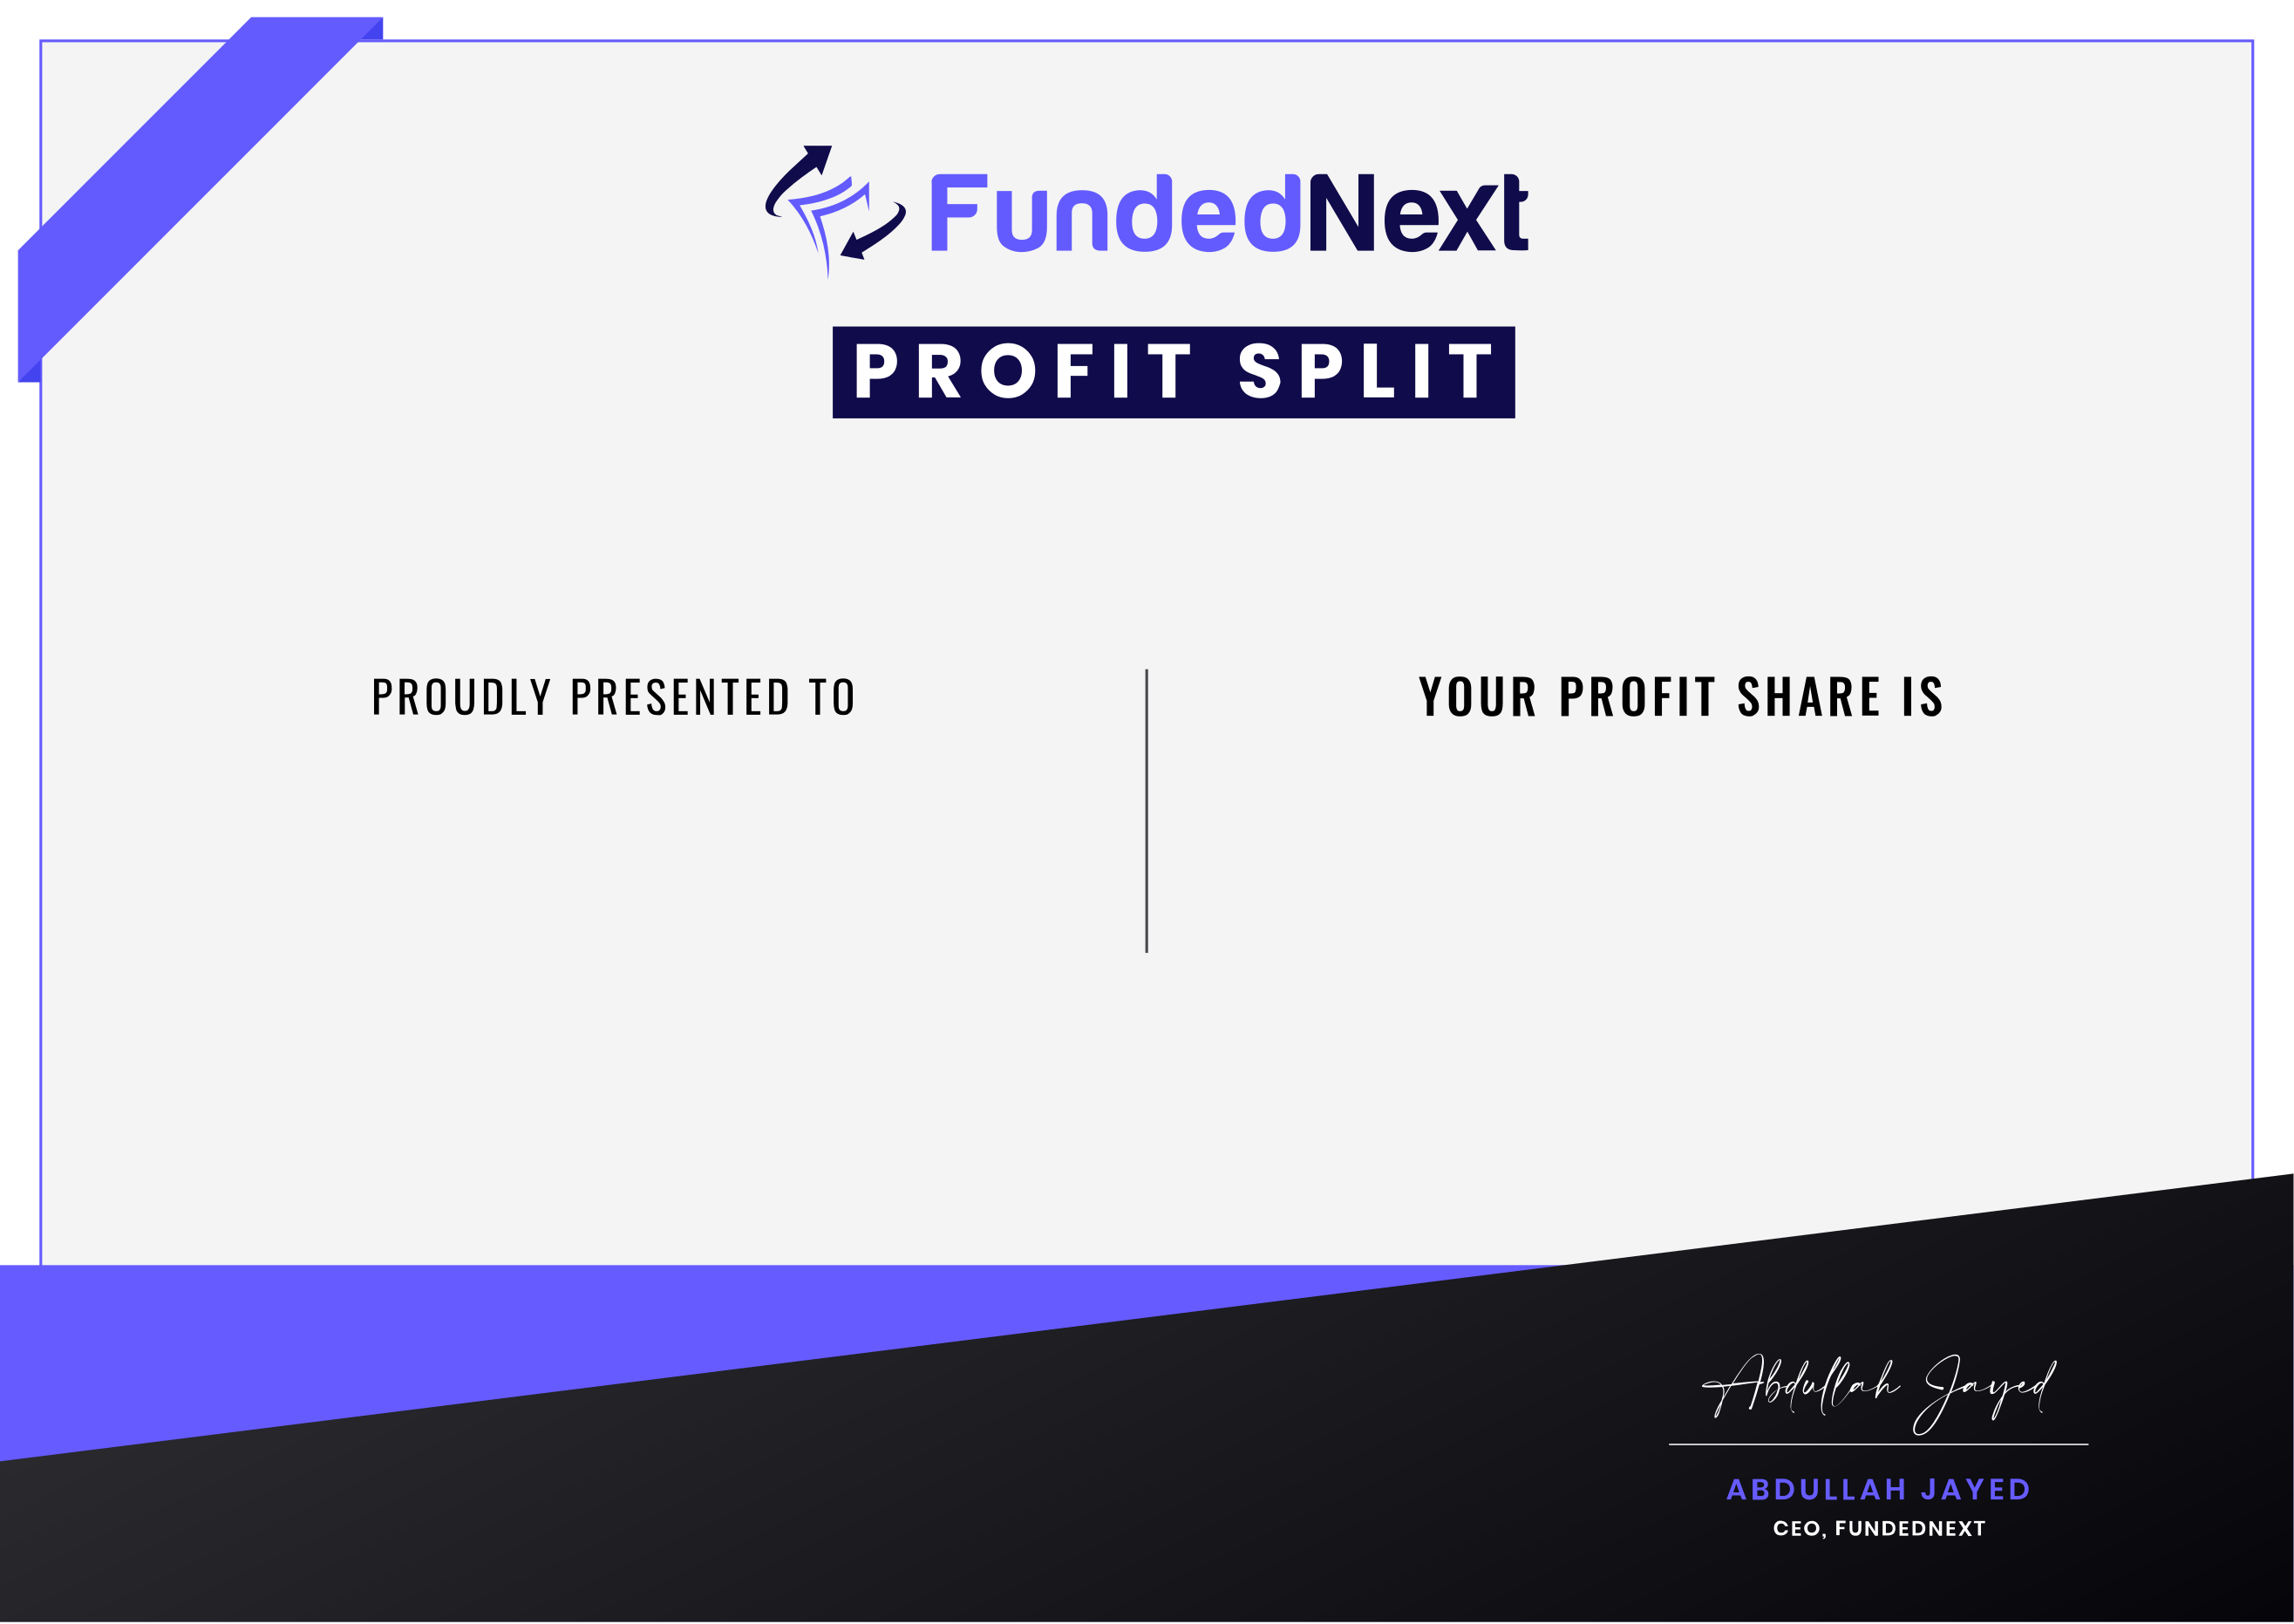 FundedNext
PROFIT SPLIT
PROUDLY PRESENTED TO
YOUR PROFIT SHARE IS
Abdullah Jayed
ABDULLAH JAYED
CEO, FUNDEDNEXT